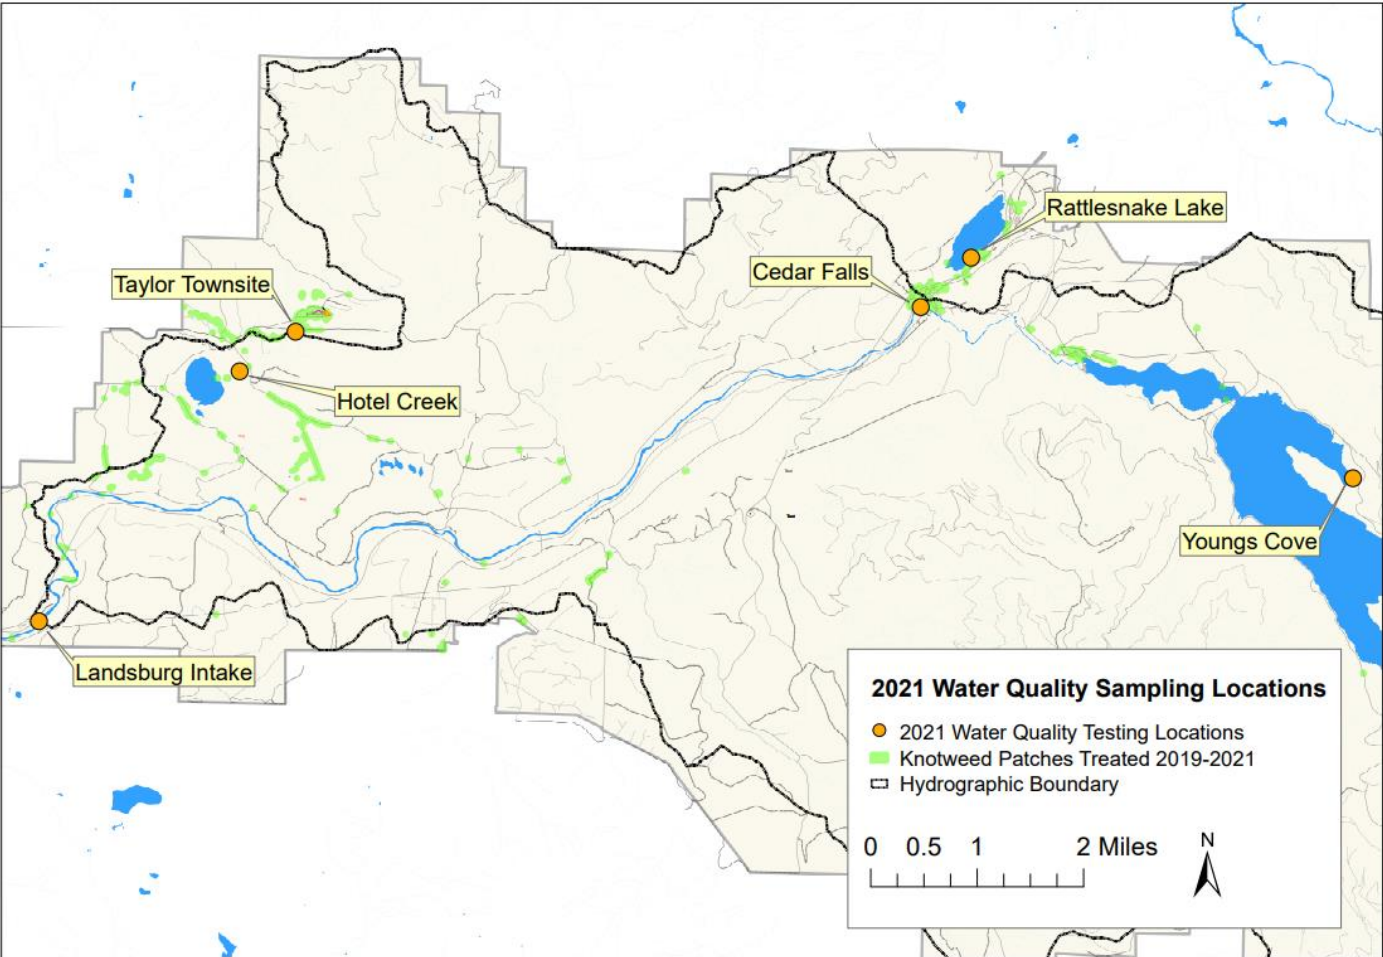 Rattlesnake Lake
Cedar Falls
Taylor Townsite
Hotel Creek
Youngs Cove
Landsburg Intake
2021 Water Quality Sampling Locations
2021 Water Quality Testing Locations
Knotweed Patches Treated 2019-2021
Hydrographic Boundary
0 0.5 1 2 Miles
N